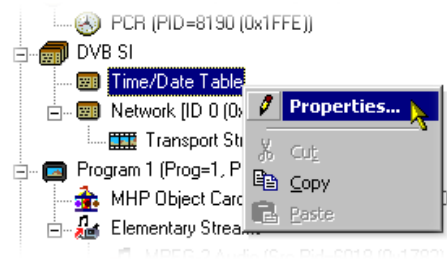 PCR (PID=8190 (0x1FFE))
DVB SI
Time/Date Table
Network [ID 0 (0x
Transport Str
Program 1 (Prog=1, P
MHP Object Caro
Elementary Streams
Properties...
Cut
Copy
Paste